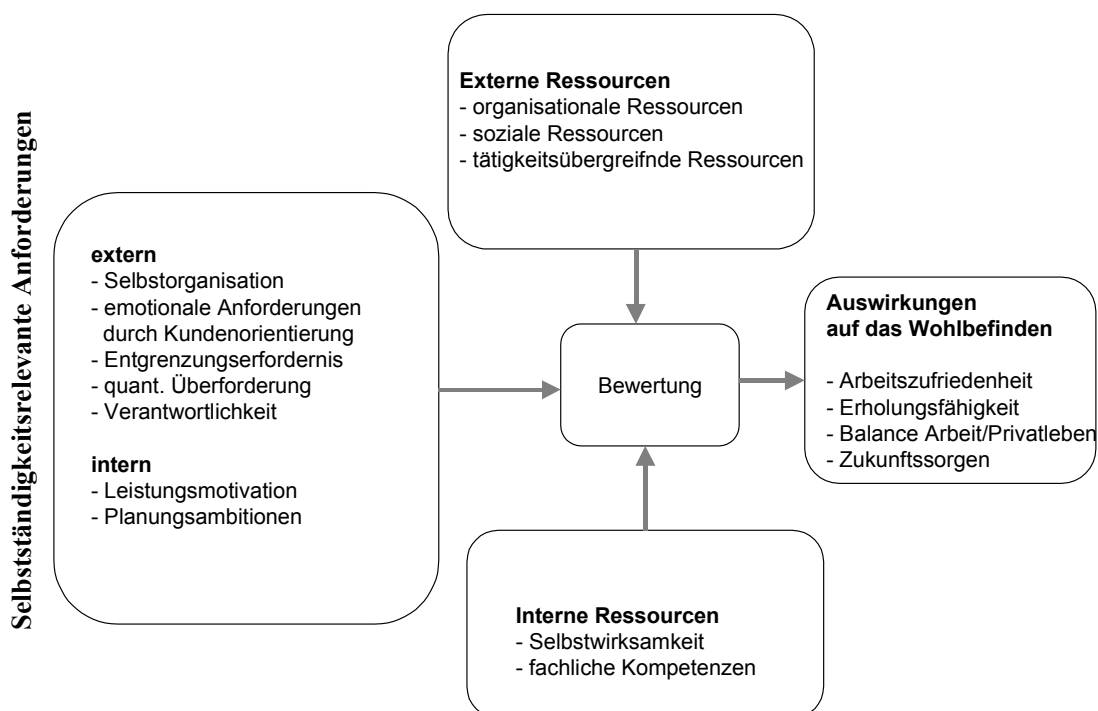 Selbstständigkeitsrelevante Anforderungen
extern
- Selbstorganisation
- emotionale Anforderungen
durch Kundenorientierung
- Entgrenzungserfordernis
- quant. Überforderung
- Verantwortlichkeit
intern
- Leistungsmotivation
- Planungsambitionen
Externe Ressourcen
- organisationale Ressourcen
- soziale Ressourcen
- tätigkeitsübergreifnde Ressourcen
Bewertung
Interne Ressourcen
- Selbstwirksamkeit
- fachliche Kompetenzen
Auswirkungen
auf das Wohlbefinden
- Arbeitszufriedenheit
- Erholungsfähigkeit
- Balance Arbeit/Privatleben
- Zukunftssorgen